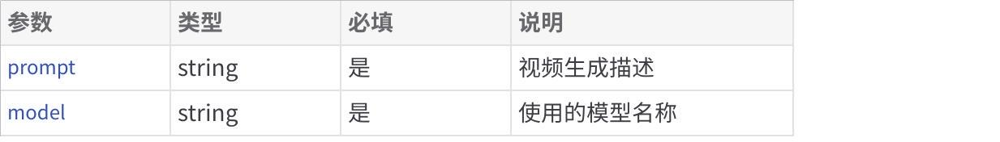 参数 类型 必填 说明
prompt string 是 视频生成描述
model string 是 使用的模型名称